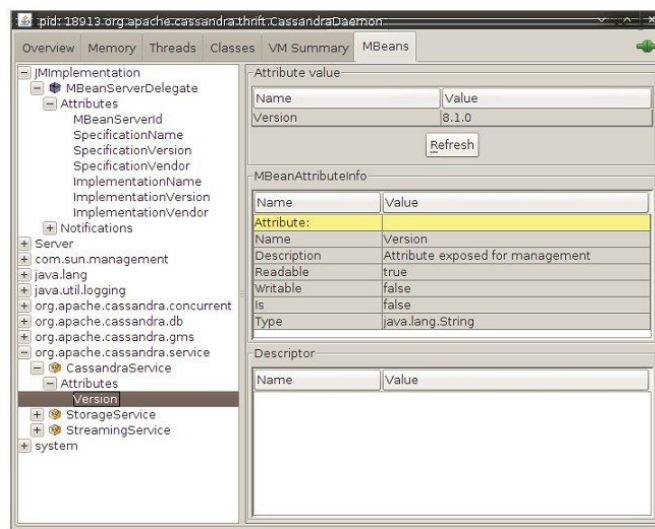 pid: 18913 org.apache.cassandra.thrift.CassandraDaemon
Overview Memory Threads Classes VM Summary MBeans
JMImplementation
MBeanServerDelegate
Attributes
MBeanServerId
SpecificationName
SpecificationVersion
SpecificationVendor
ImplementationName
ImplementationVersion
ImplementationVendor
Notifications
Server
com.sun.management
java.lang
java.util.logging
org.apache.cassandra.concurrent
org.apache.cassandra.db
org.apache.cassandra.gms
org.apache.cassandra.service
CassandraService
Attributes
Version
StorageService
StreamingService
system
Attribute value
Name Value
Version 8.1.0
Refresh
MBeanAttributeInfo
Name Value
Attribute:
Name Version
Description Attribute exposed for management
Readable true
Writable false
Is false
Type java.lang.String
Descriptor
Name Value